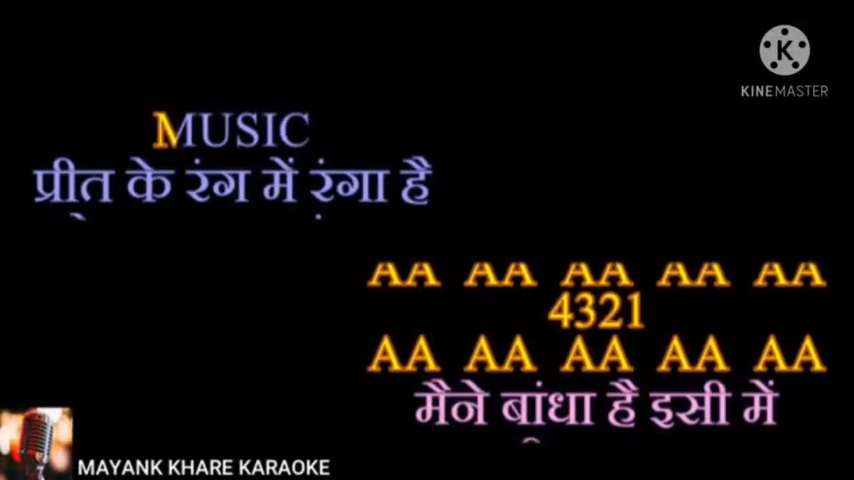 KINEMASTER
MUSIC
प्रीत के रंग में रंगा है
AA AA AA AA AA
4321
AA AA AA AA AA
मैने बांधा है इसी में
MAYANK KHARE KARAOKE